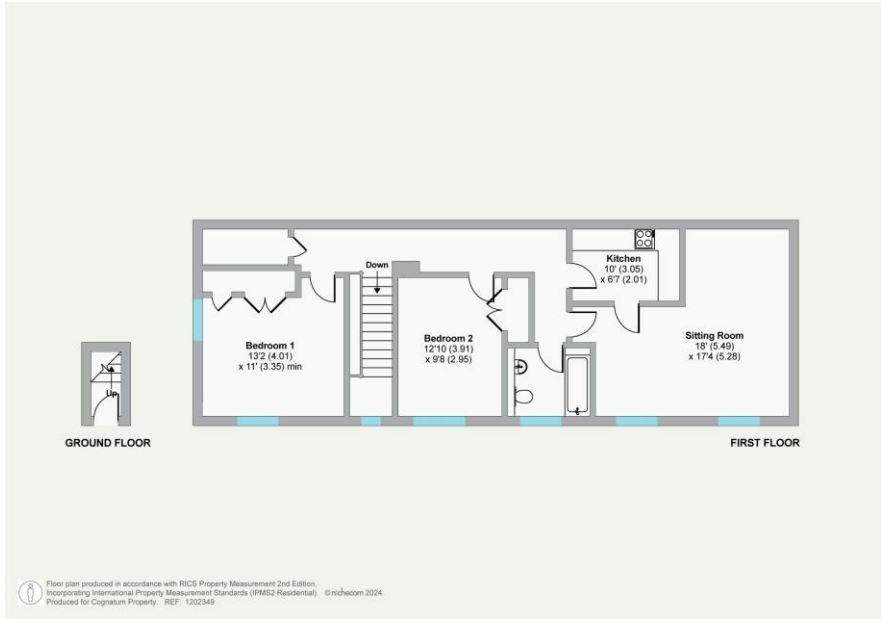 Down
Kitchen
10' (3.05)
x 6'7 (2.01)
Bedroom 1
13'2 (4.01)
x 11' (3.35) min
Bedroom 2
12'10 (3.91)
x 9'8 (2.95)
Sitting Room
18' (5.49)
x 17'4 (5.28)
Up
GROUND FLOOR
FIRST FLOOR
Floor plan produced in accordance with RICS Property Measurement 2nd Edition,
Incorporating International Property Measurement Standards (IPMS2 Residential). © nichecom 2024.
Produced for Cognatum Property. REF: 1202349